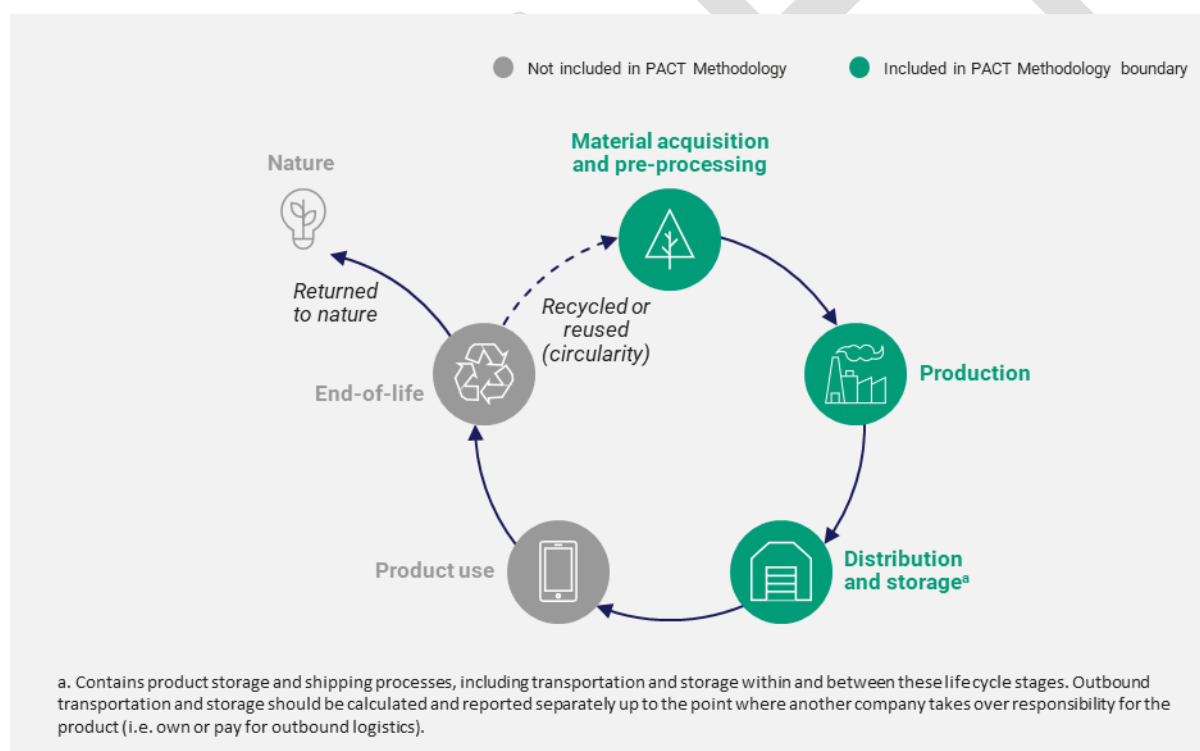 Not included in PACT Methodology
Included in PACT Methodology boundary
Material acquisition
and pre-processing
Nature
Returned
to nature
Recycled or
reused
(circularity)
End-of-life
Production
Product use
Distribution
and storageᵃ
a. Contains product storage and shipping processes, including transportation and storage within and between these life cycle stages. Outbound
transportation and storage should be calculated and reported separately up to the point where another company takes over responsibility for the
product (i.e. own or pay for outbound logistics).